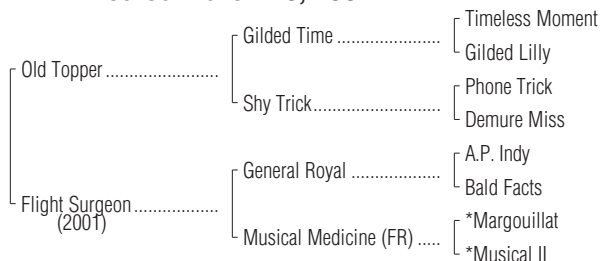 Timeless Moment
Gilded Time
Gilded Lilly
Old Topper
Phone Trick
Shy Trick
Demure Miss
A.P. Indy
General Royal
Bald Facts
Flight Surgeon
(2001)
*Margouillat
Musical Medicine (FR)
*Musical II